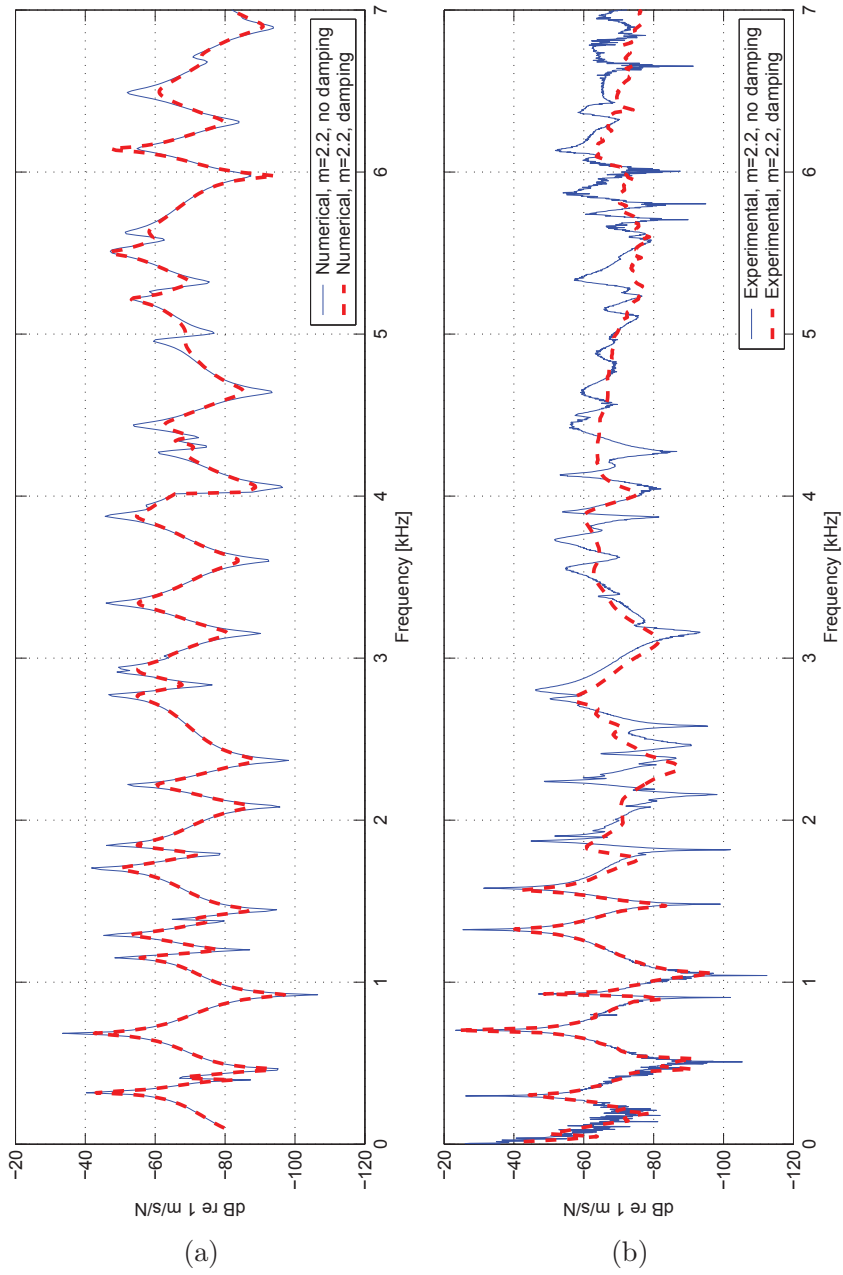 −20
−40
−60
−80
−100
−120
dB re 1 m/s/N
0
1
2
3
4
5
6
7
Frequency [kHz]
Numerical, m=2.2, no damping
Numerical, m=2.2, damping
(a)
−20
−40
−60
−80
−100
−120
dB re 1 m/s/N
0
1
2
3
4
5
6
7
Frequency [kHz]
Experimental, m=2.2, no damping
Experimental, m=2.2, damping
(b)